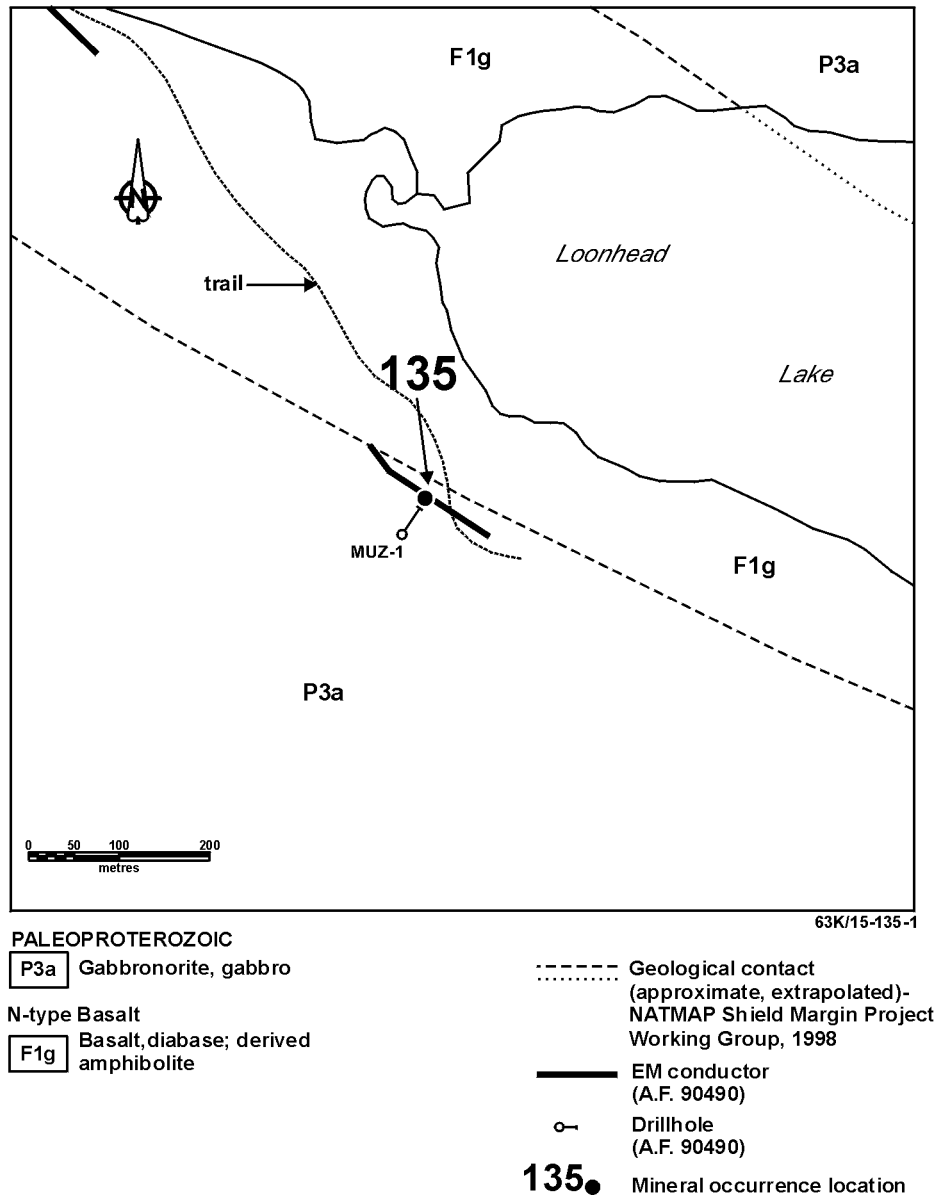 F1g
P3a
N
Loonhead
trail
135
Lake
MUZ-1
F1g
P3a
0 50 100 200
metres
63K/15-135-1
PALEOPROTEROZOIC
P3a Gabbronorite, gabbro
N-type Basalt
F1g Basalt,diabase; derived
amphibolite
Geological contact
(approximate, extrapolated)-
NATMAP Shield Margin Project
Working Group, 1998
EM conductor
(A.F. 90490)
Drillhole
(A.F. 90490)
135 Mineral occurrence location